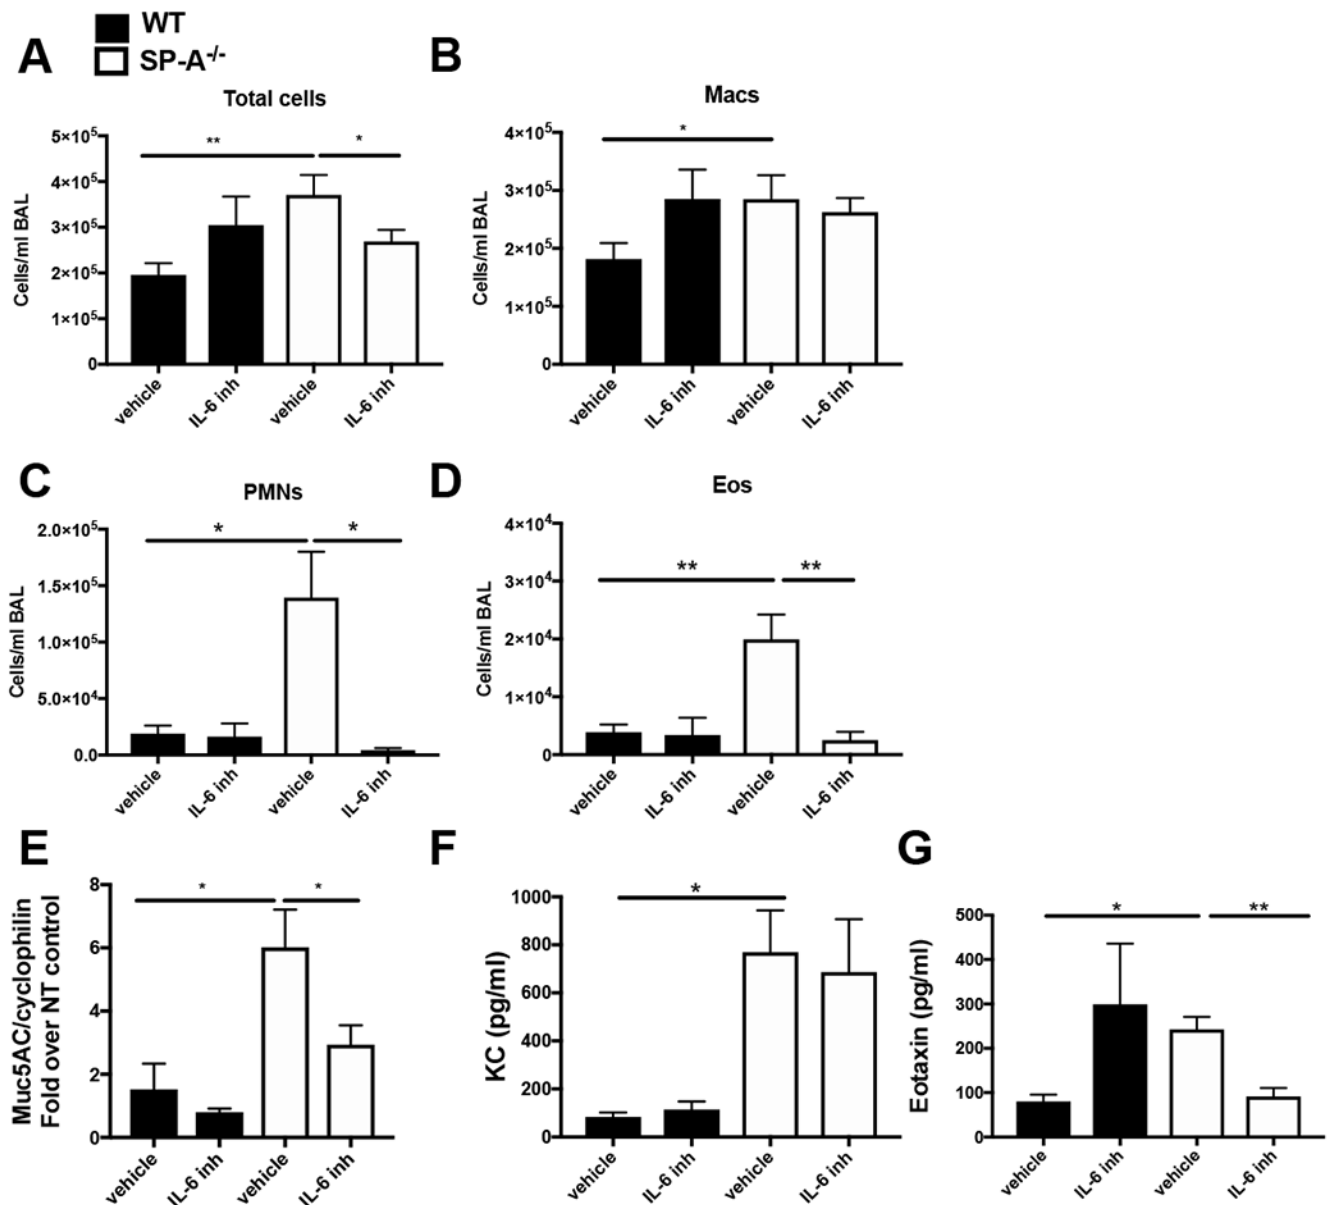 WT
SP-A-/-
A
Total cells
** *
5×10⁵
4×10⁵
3×10⁵
2×10⁵
1×10⁵
0
Cells/ml BAL
vehicle IL-6 inh vehicle IL-6 inh
B
Macs
*
4×10⁵
3×10⁵
2×10⁵
1×10⁵
0
Cells/ml BAL
vehicle IL-6 inh vehicle IL-6 inh
C
PMNs
* *
2.0×10⁵
1.5×10⁵
1.0×10⁵
5.0×10⁴
0.0
Cells/ml BAL
vehicle IL-6 inh vehicle IL-6 inh
D
Eos
** **
4×10⁴
3×10⁴
2×10⁴
1×10⁴
0
Cells/ml BAL
vehicle IL-6 inh vehicle IL-6 inh
E
* *
8
6
4
2
0
Muc5AC/cyclophilin
Fold over NT control
vehicle IL-6 inh vehicle IL-6 inh
F
*
1000
800
600
400
200
0
KC (pg/ml)
vehicle IL-6 inh vehicle IL-6 inh
G
* **
500
400
300
200
100
0
Eotaxin (pg/ml)
vehicle IL-6 inh vehicle IL-6 inh